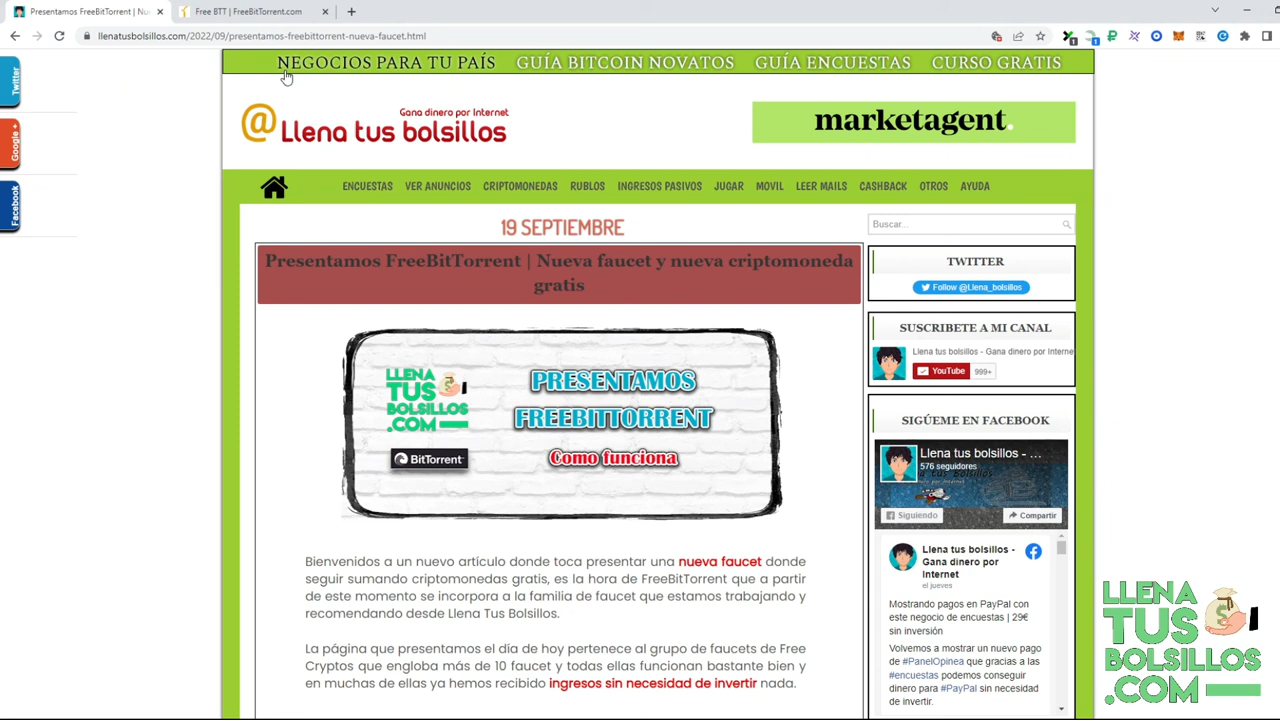 Presentamos FreeBitTorrent | Nu
Free BTT | FreeBitTorrent.com
llenatusbolsillos.com/2022/09/presentamos-freebittorrent-nueva-faucet.html
NEGOCIOS PARA TU PAÍS GUÍA BITCOIN NOVATOS GUÍA ENCUESTAS CURSO GRATIS
Twitter
Google +
Facebook
@ Gana dinero por Internet
Llena tus bolsillos
marketagent.
ENCUESTAS VER ANUNCIOS CRIPTOMONEDAS RUBLOS INGRESOS PASIVOS JUGAR MOVIL LEER MAILS CASHBACK OTROS AYUDA
19 SEPTIEMBRE
Presentamos FreeBitTorrent | Nueva faucet y nueva criptomoneda
gratis
LLENA
TUS
BOLSILLOS
.COM
BitTorrent
PRESENTAMOS
FREEBITTORRENT
Como funciona
Bienvenidos a un nuevo artículo donde toca presentar una nueva faucet donde
seguir sumando criptomonedas gratis, es la hora de FreeBitTorrent que a partir
de este momento se incorpora a la familia de faucet que estamos trabajando y
recomendando desde Llena Tus Bolsillos.
La página que presentamos el día de hoy pertenece al grupo de faucets de Free
Cryptos que engloba más de 10 faucet y todas ellas funcionan bastante bien y
en muchas de ellas ya hemos recibido ingresos sin necesidad de invertir nada.
Buscar...
TWITTER
Follow @Llena_bolsillos
SUSCRIBETE A MI CANAL
Llena tus bolsillos - Gana dinero por Interne
YouTube 999+
SIGÚEME EN FACEBOOK
Llena tus bolsillos - ...
576 seguidores
Siguiendo
Compartir
Llena tus bolsillos -
Gana dinero por
Internet
el jueves
Mostrando pagos en PayPal con
este negocio de encuestas | 29€
sin inversión
Volvemos a mostrar un nuevo pago
de #PanelOpinea que gracias a las
#encuestas podemos conseguir
dinero para #PayPal sin necesidad
de invertir.
LLENA
TUS
BOLSILLOS
.COM